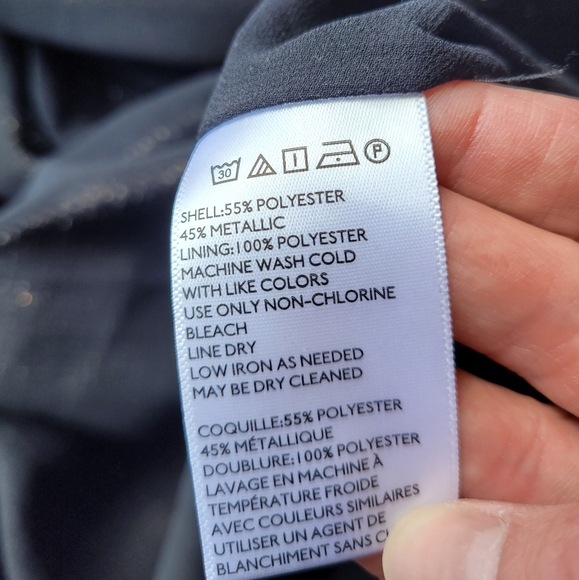 30 P
SHELL:55% POLYESTER
45% METALLIC
LINING:100% POLYESTER
MACHINE WASH COLD
WITH LIKE COLORS
USE ONLY NON-CHLORINE
BLEACH
LINE DRY
LOW IRON AS NEEDED
MAY BE DRY CLEANED
COQUILLE:55% POLYESTER
45% MÉTALLIQUE
DOUBLURE:100% POLYESTER
LAVAGE EN MACHINE À
TEMPÉRATURE FROIDE
AVEC COULEURS SIMILAIRES
UTILISER UN AGENT DE
BLANCHIMENT SANS